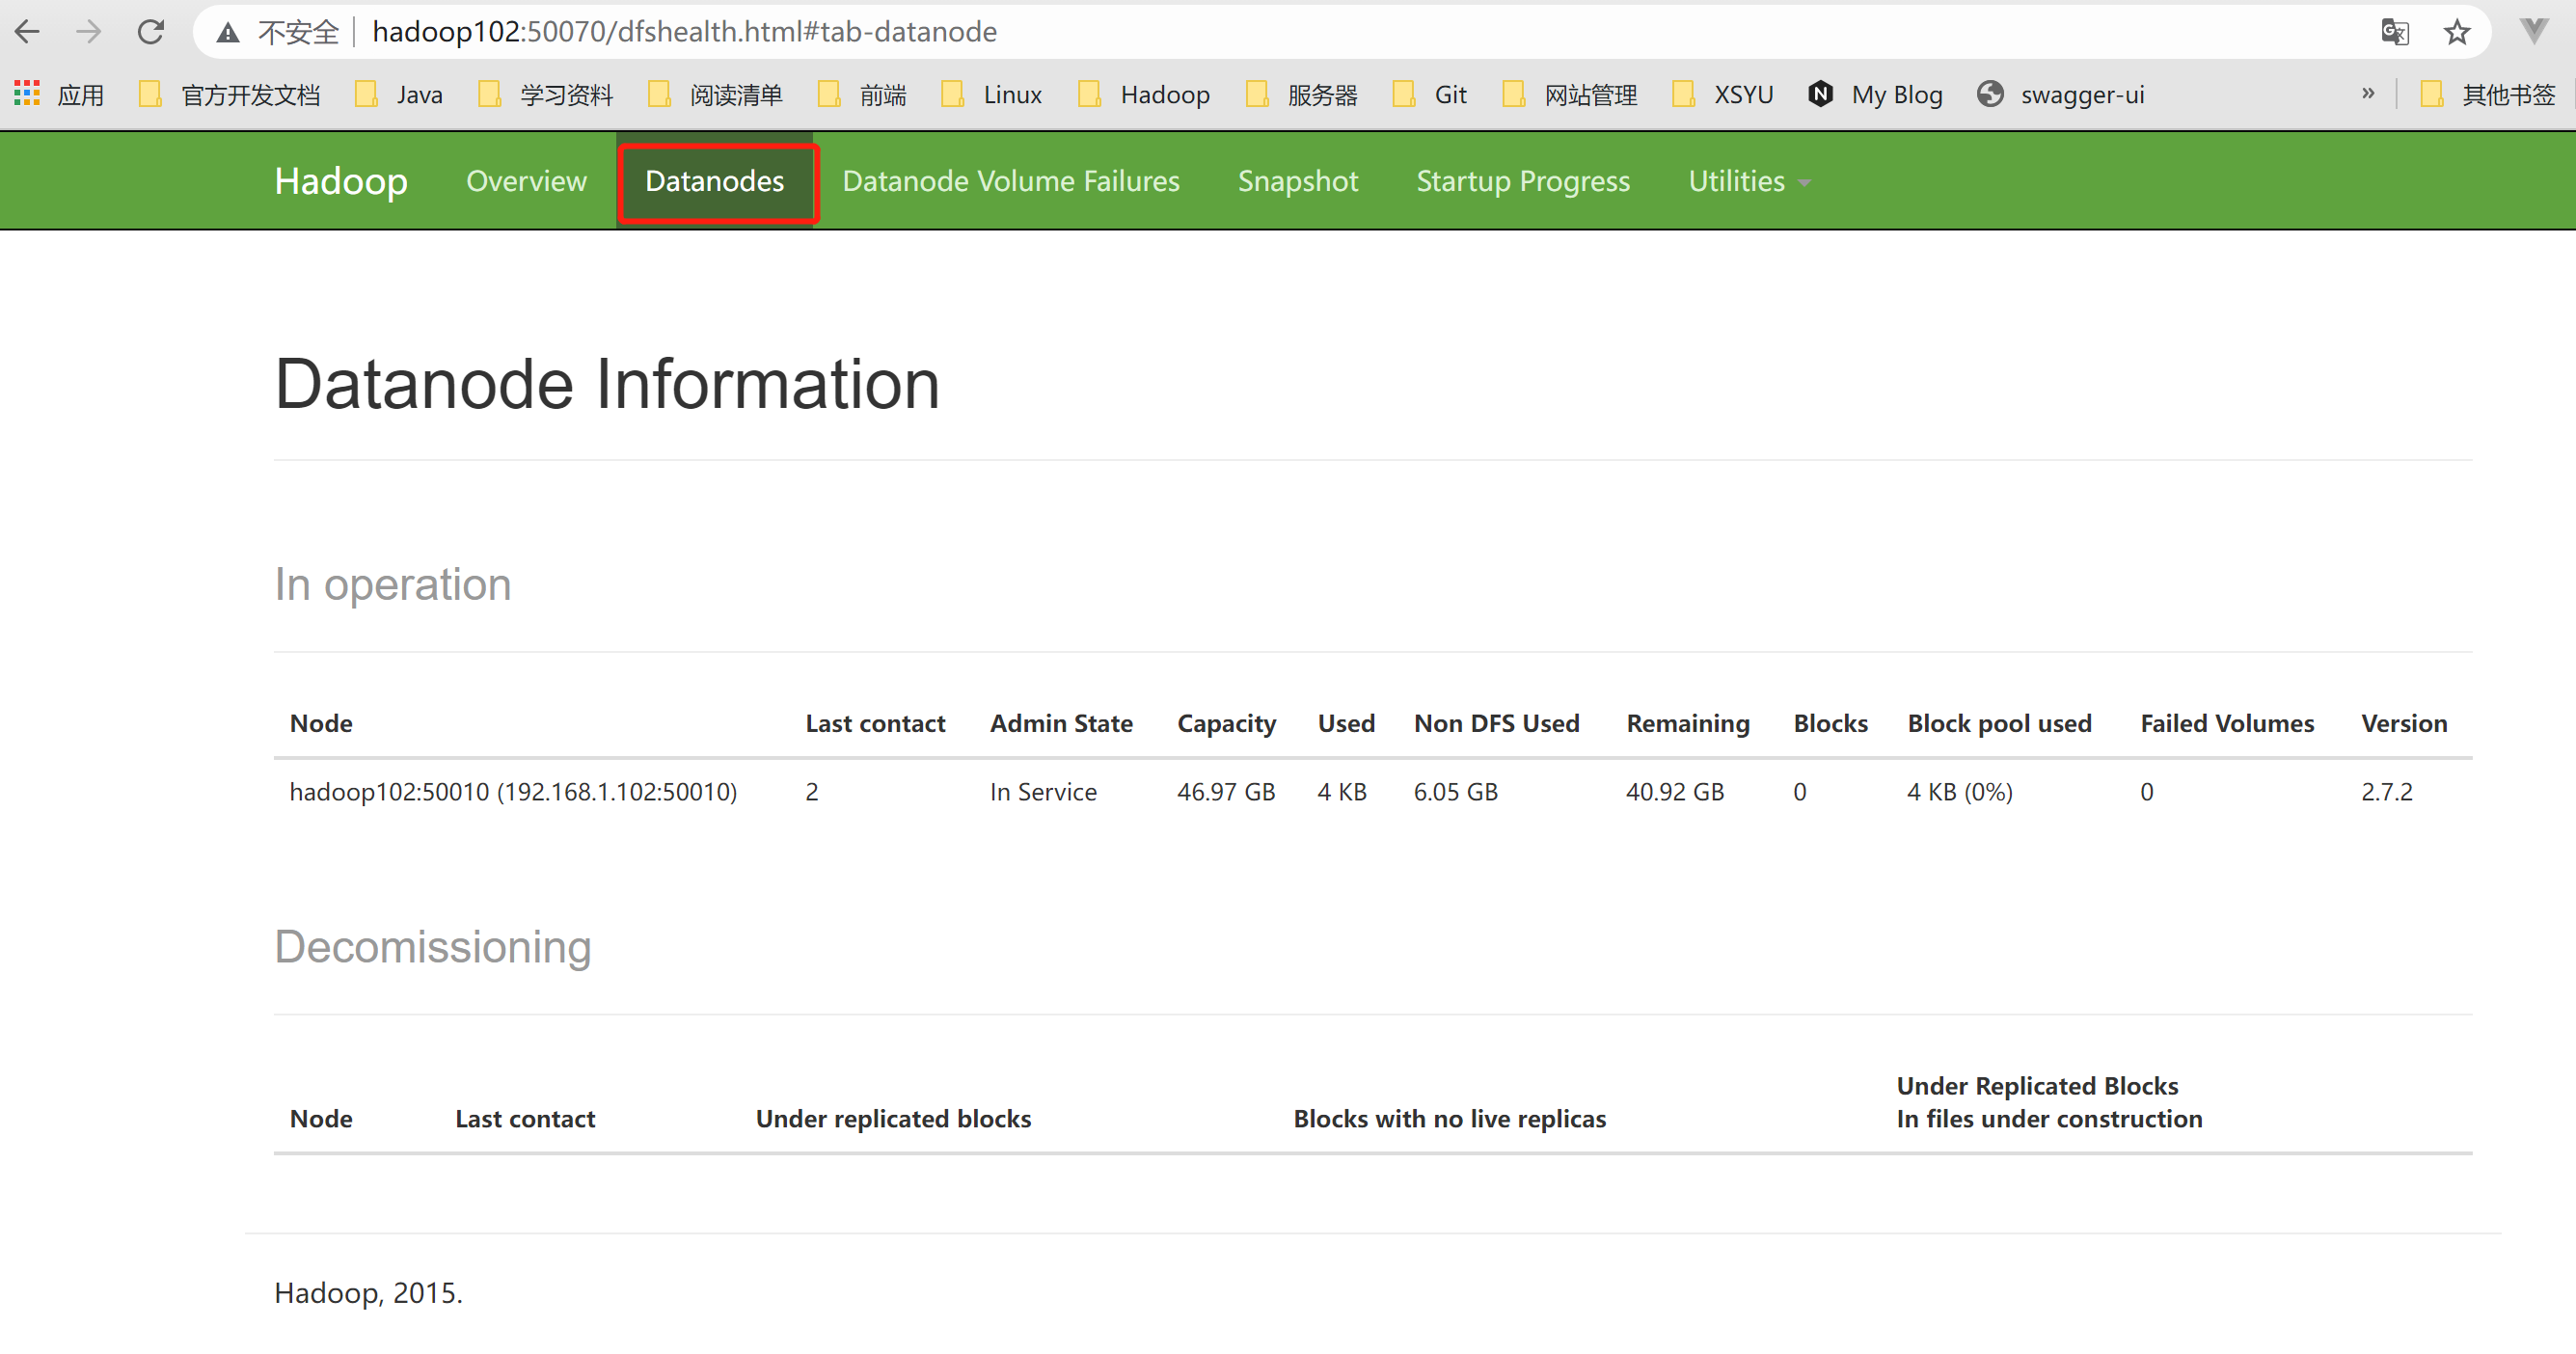 不安全 hadoop102:50070/dfshealth.html#tab-datanode
应用 官方开发文档 Java 学习资料 阅读清单 前端 Linux Hadoop 服务器 Git 网站管理 XSYU My Blog swagger-ui » 其他书签
Hadoop Overview Datanodes Datanode Volume Failures Snapshot Startup Progress Utilities
Datanode Information
In operation
Node Last contact Admin State Capacity Used Non DFS Used Remaining Blocks Block pool used Failed Volumes Version
hadoop102:50010 (192.168.1.102:50010) 2 In Service 46.97 GB 4 KB 6.05 GB 40.92 GB 0 4 KB (0%) 0 2.7.2
Decomissioning
Under Replicated Blocks
Node Last contact Under replicated blocks Blocks with no live replicas In files under construction
Hadoop, 2015.